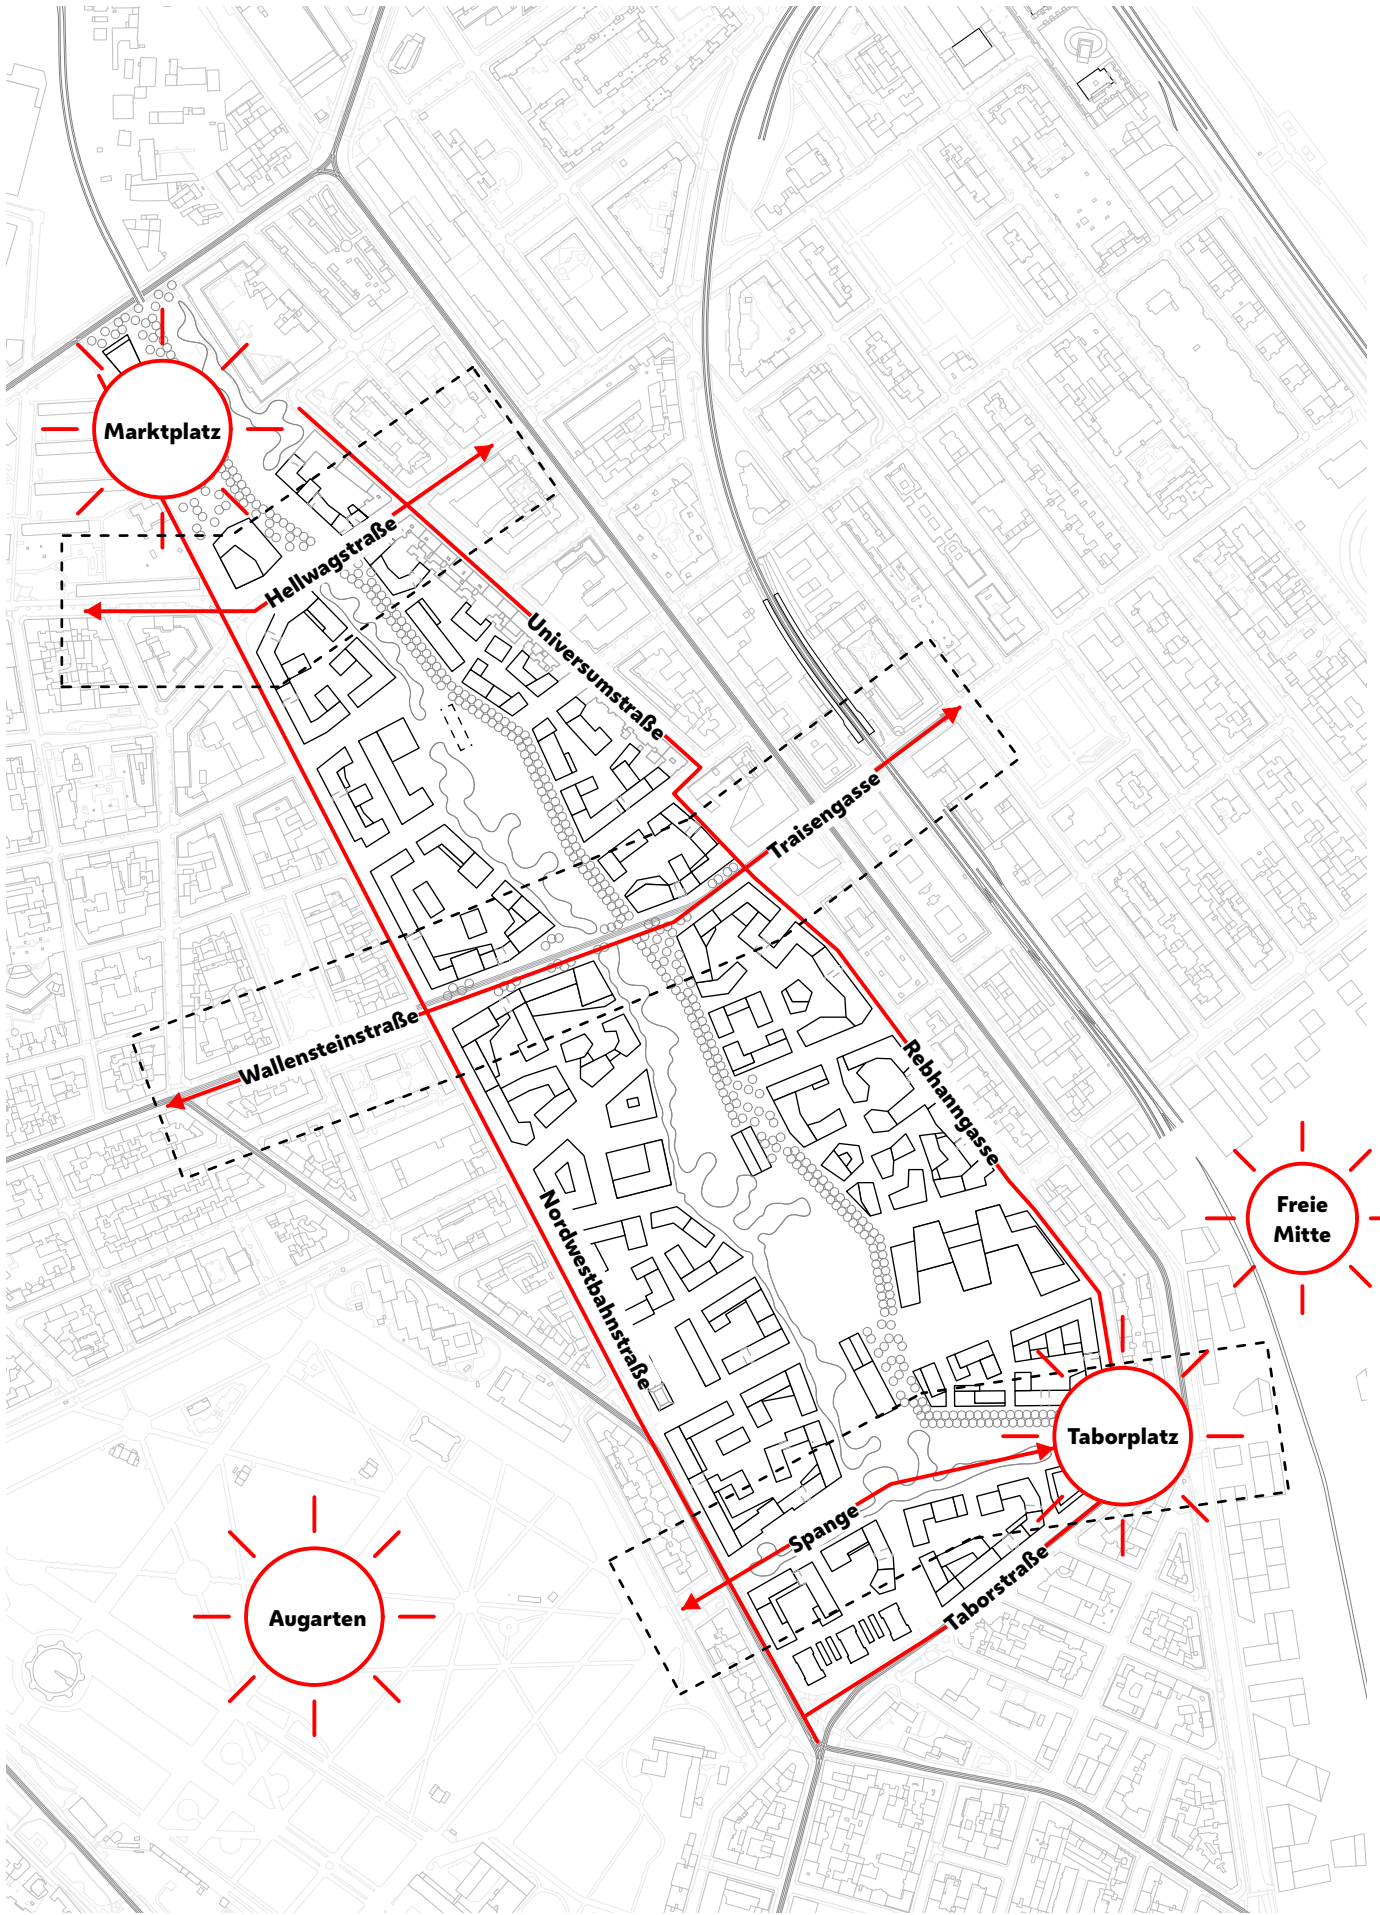 Marktplatz
Hellwagstraße
Universumstraße
Traisengasse
Wallensteinstraße
Rebhanngasse
Freie
Mitte
Nordwestbahnstraße
Taborplatz
Spange
Taborstraße
Augarten